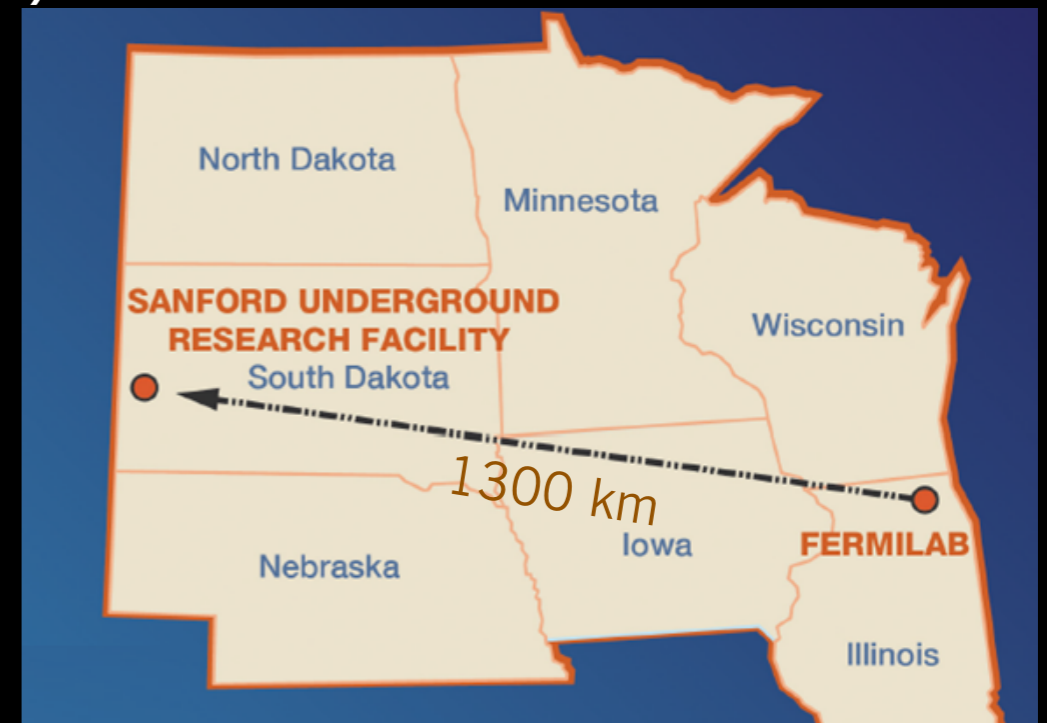 North Dakota
Minnesota
SANFORD UNDERGROUND
RESEARCH FACILITY
Wisconsin
South Dakota
1300 km
Iowa
FERMILAB
Nebraska
Illinois